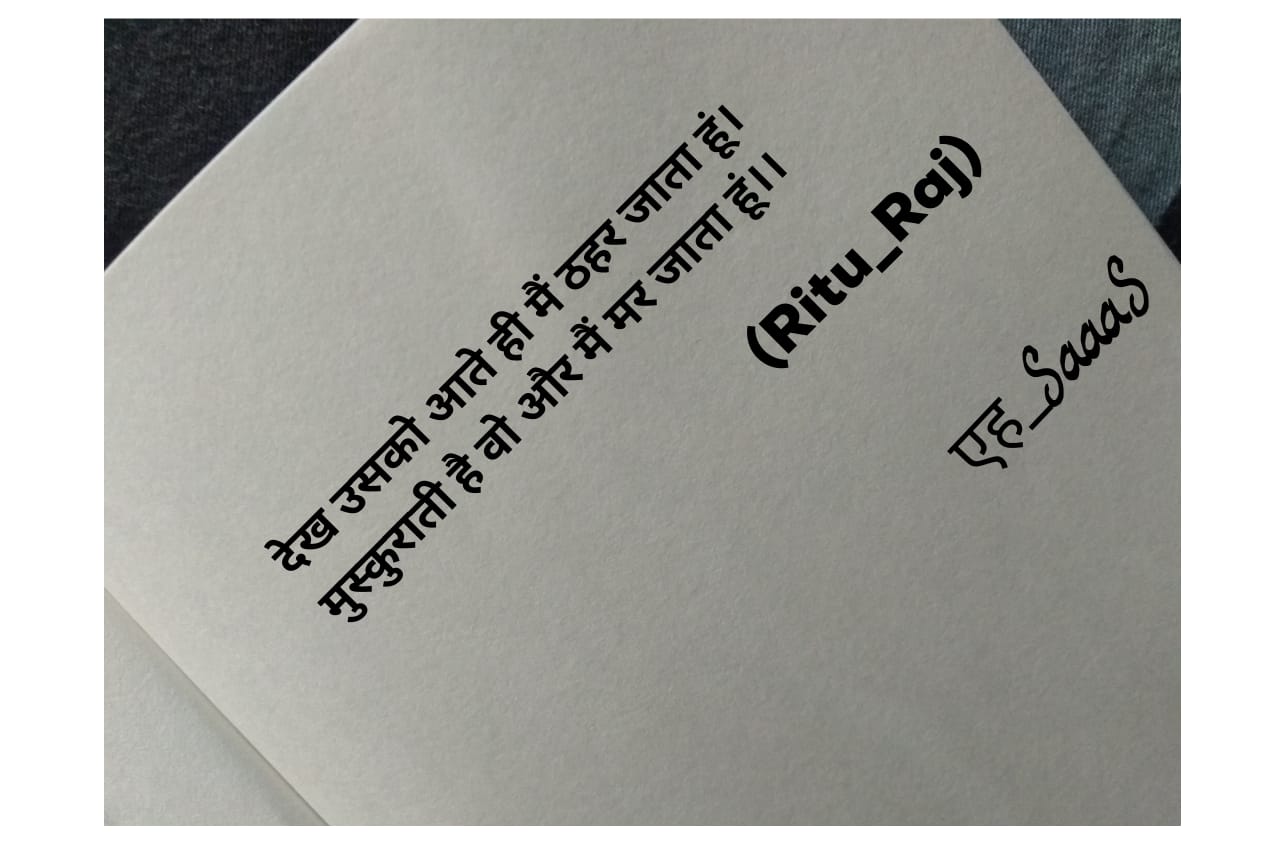 देख उसको आते ही मैं ठहर जाता हूं।
मुस्कुराती है वो और मैं मर जाता हूं।।
(Ritu_Raj)
एह_SaaaS